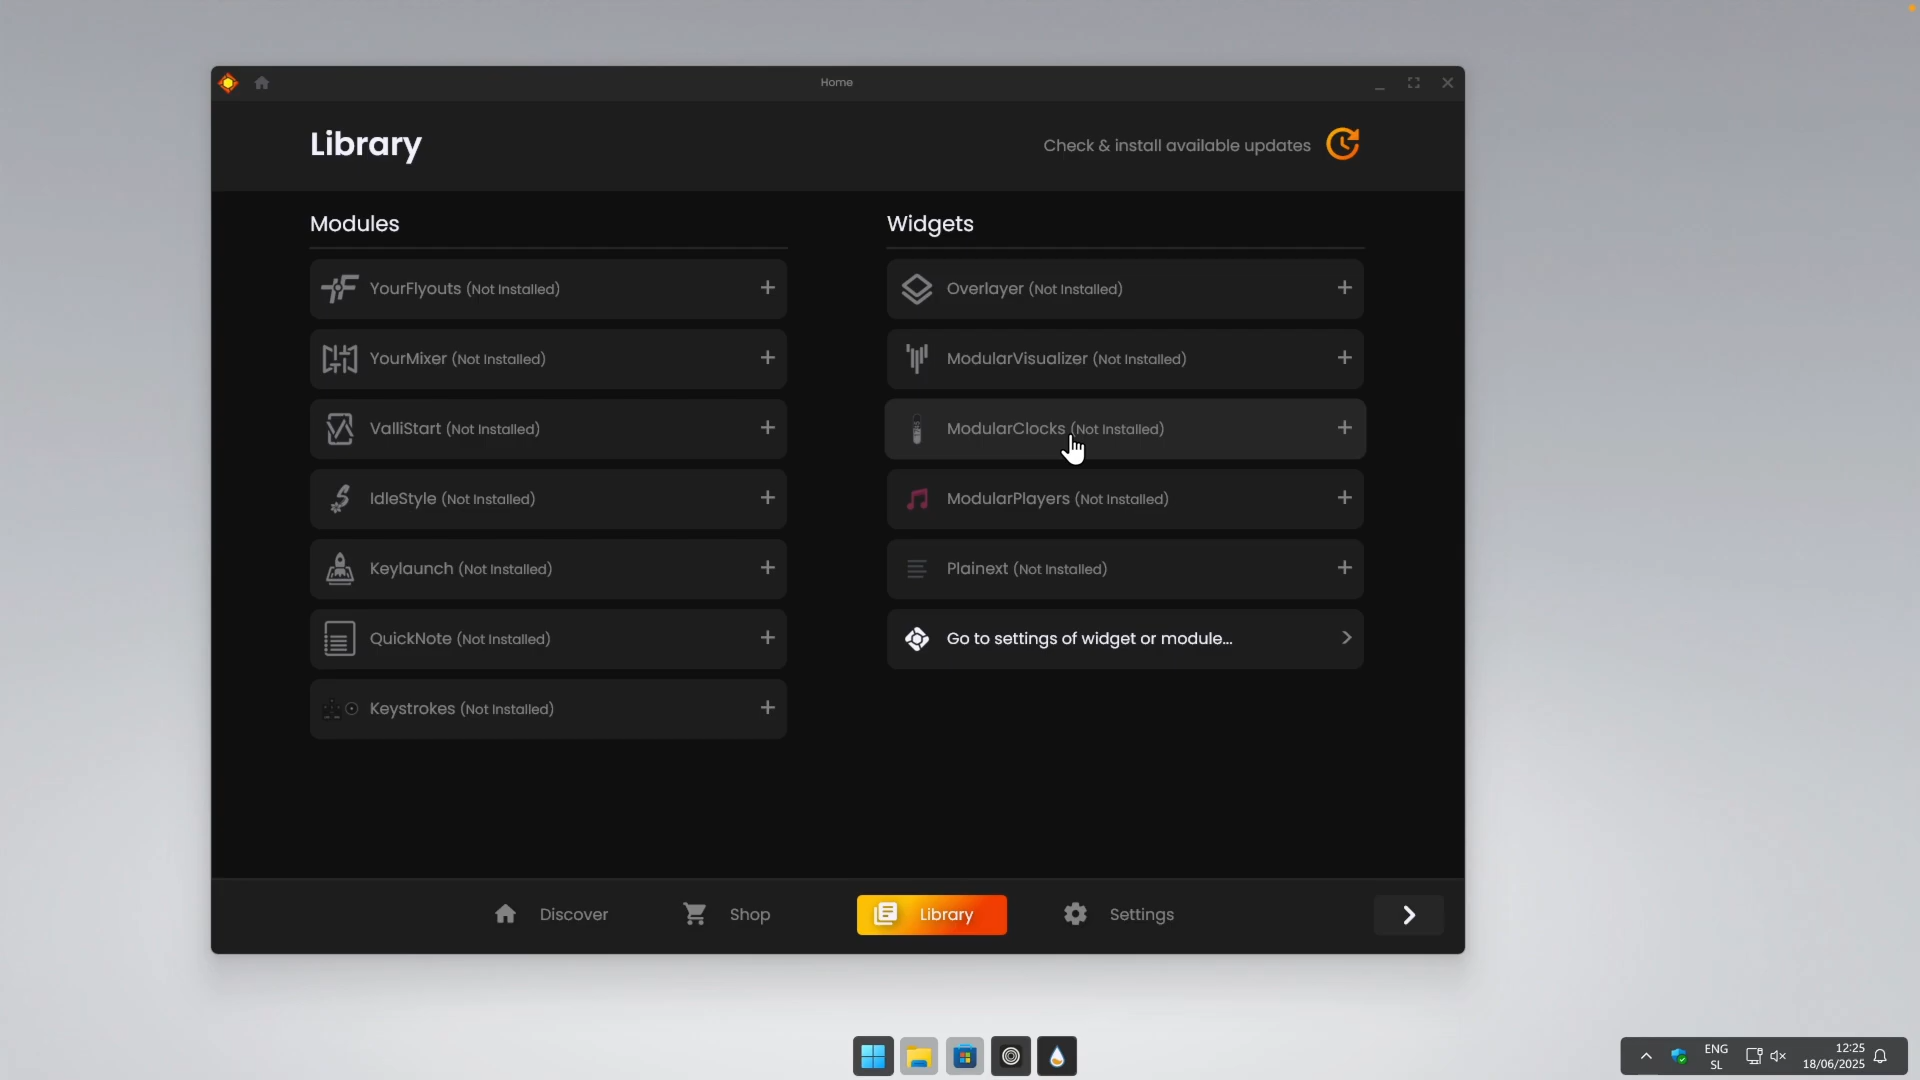 Home
Library
Check & install available updates
Modules
YourFlyouts (Not Installed)
YourMixer (Not Installed)
ValliStart (Not Installed)
IdleStyle (Not Installed)
Keylaunch (Not Installed)
QuickNote (Not Installed)
Keystrokes (Not Installed)
Widgets
Overlayer (Not Installed)
ModularVisualizer (Not Installed)
ModularClocks (Not Installed)
ModularPlayers (Not Installed)
Plainext (Not Installed)
Go to settings of widget or module...
Discover
Shop
Library
Settings
ENG
SL
12:25
18/06/2025